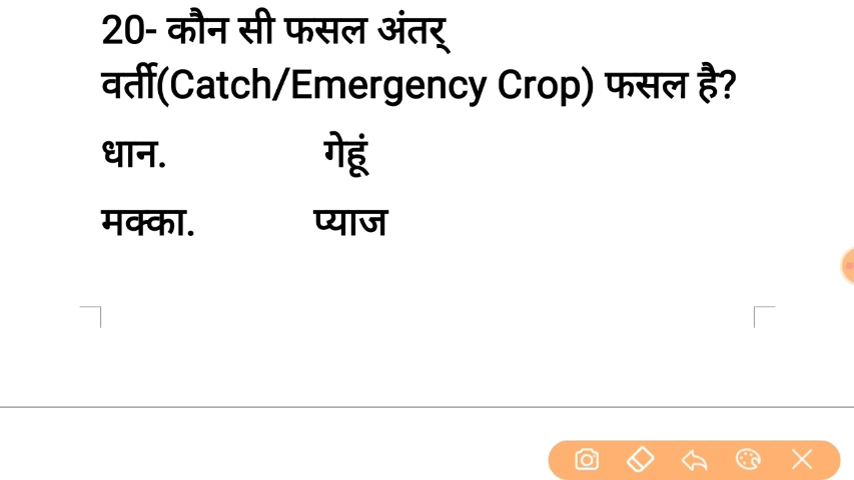 20- कौन सी फसल अंतर्
वर्ती(Catch/Emergency Crop) फसल है?
धान. गेहूं
मक्का. प्याज